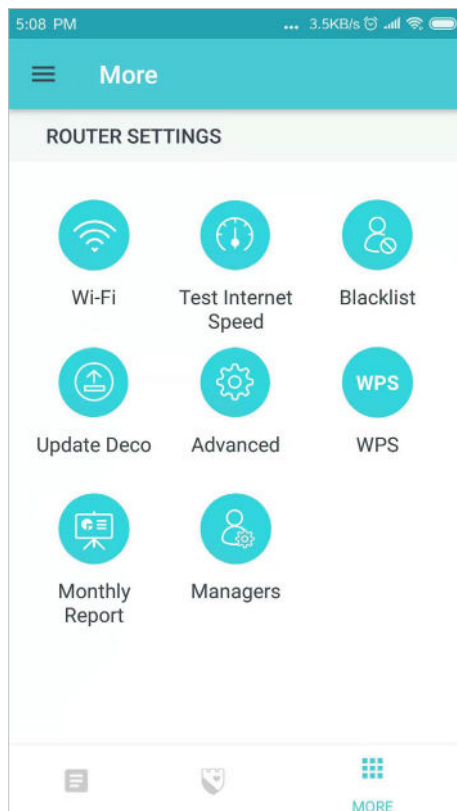 5:08 PM ... 3.5KB/s
More
ROUTER SETTINGS
Wi-Fi Test Internet Blacklist
Speed
WPS
Update Deco Advanced WPS
Monthly Managers
Report
MORE